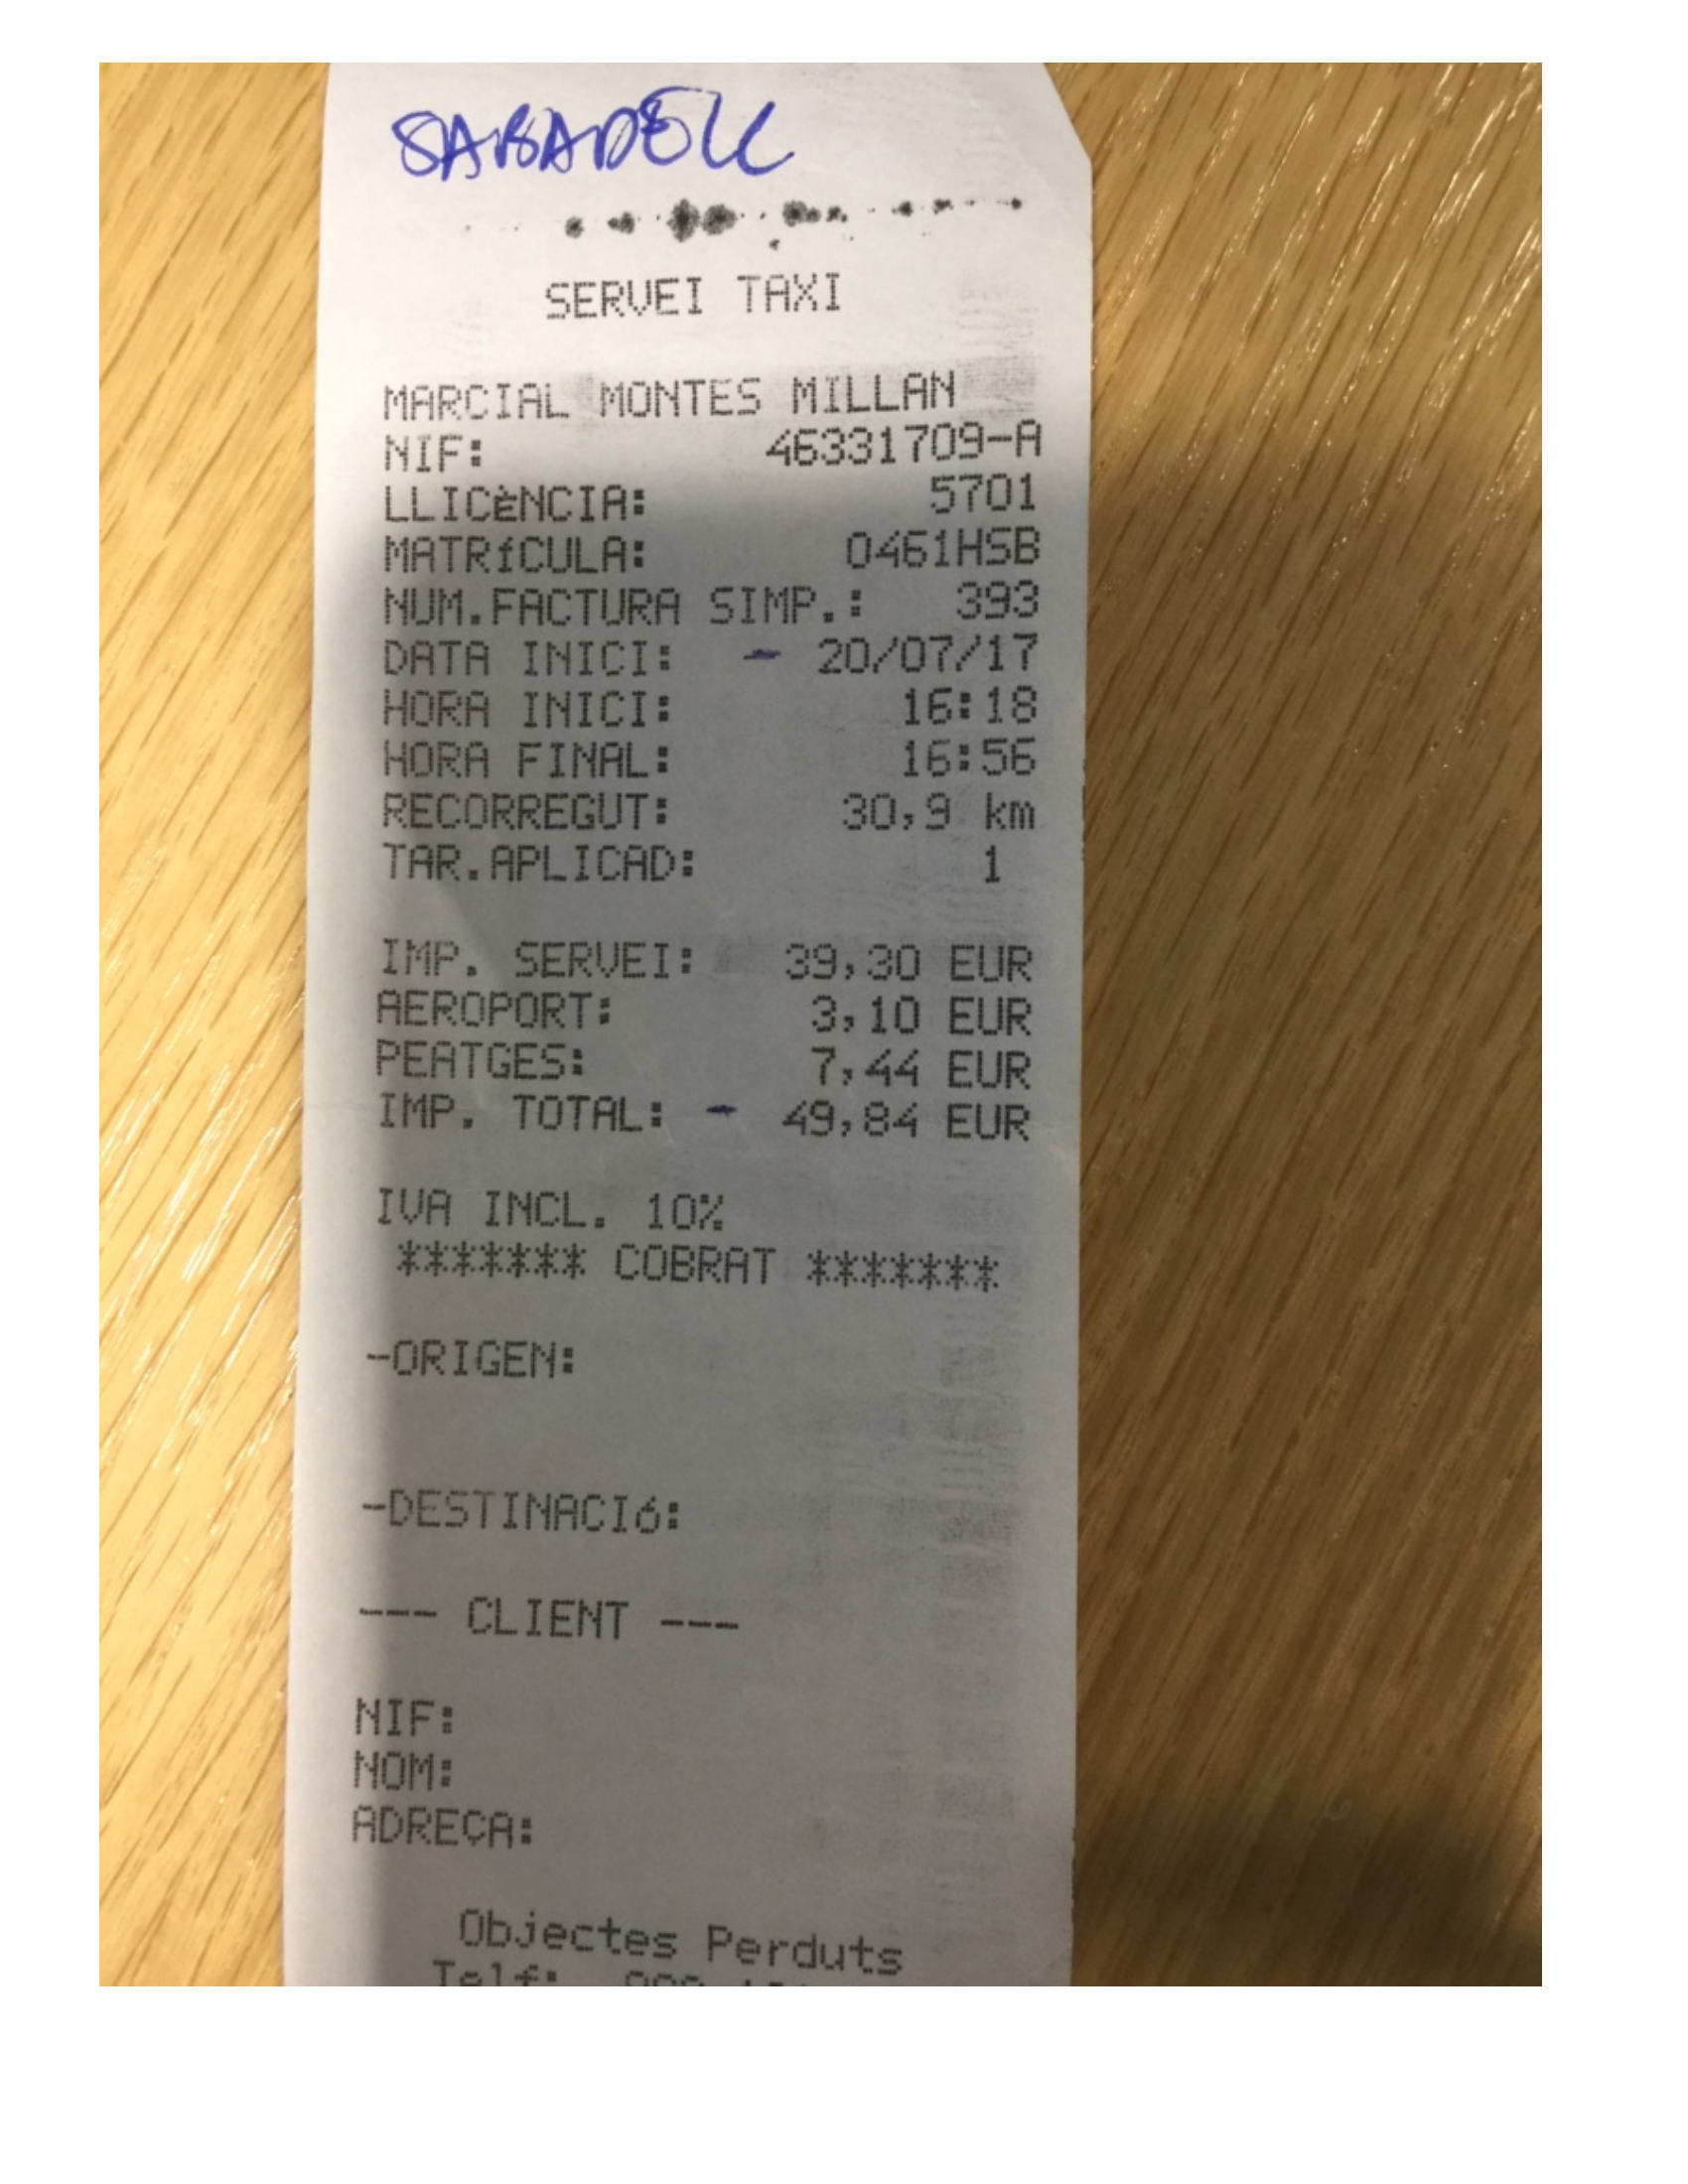 SABADELL
SERVEI TAXI
MARCIAL MONTES MILLAN
NIF: 46331709-A
LLICèNCIA: 5701
MATRíCULA: 0461HSB
NUM.FACTURA SIMP.: 393
DATA INICI: - 20/07/17
HORA INICI: 16:18
HORA FINAL: 16:56
RECORREGUT: 30,9 km
TAR.APLICAD: 1
IMP. SERVEI: 39,30 EUR
AEROPORT: 3,10 EUR
PEATGES: 7,44 EUR
IMP. TOTAL: - 49,84 EUR
IVA INCL. 10%
******* COBRAT *******
-ORIGEN:
-DESTINACIó:
--- CLIENT ---
NIF:
NOM:
ADREÇA:
Objectes Perduts
Telf: